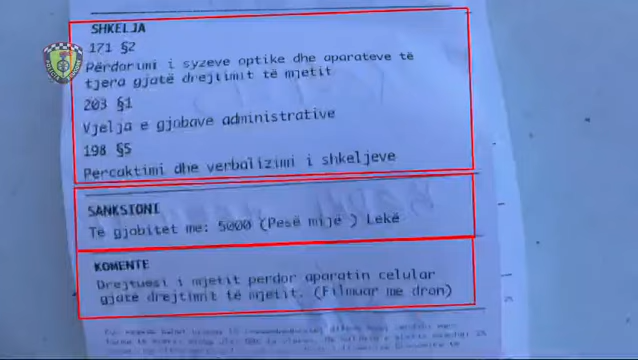 SHKELJA
171 §2
Përdorimi i syzeve optike dhe aparateve të
tjera gjatë drejtimit të mjetit
203 §1
Vjelja e gjobave administrative
198 §5
Percaktimi dhe verbalizimi i shkeljeve
SANKSIONI
Të gjobitet me: 5000 (Pesë mijë ) Lekë
KOMENTE
Drejtuesi i mjetit perdor aparatin celular
gjatë drejtimit të mjetit. (Filmuar me dron)